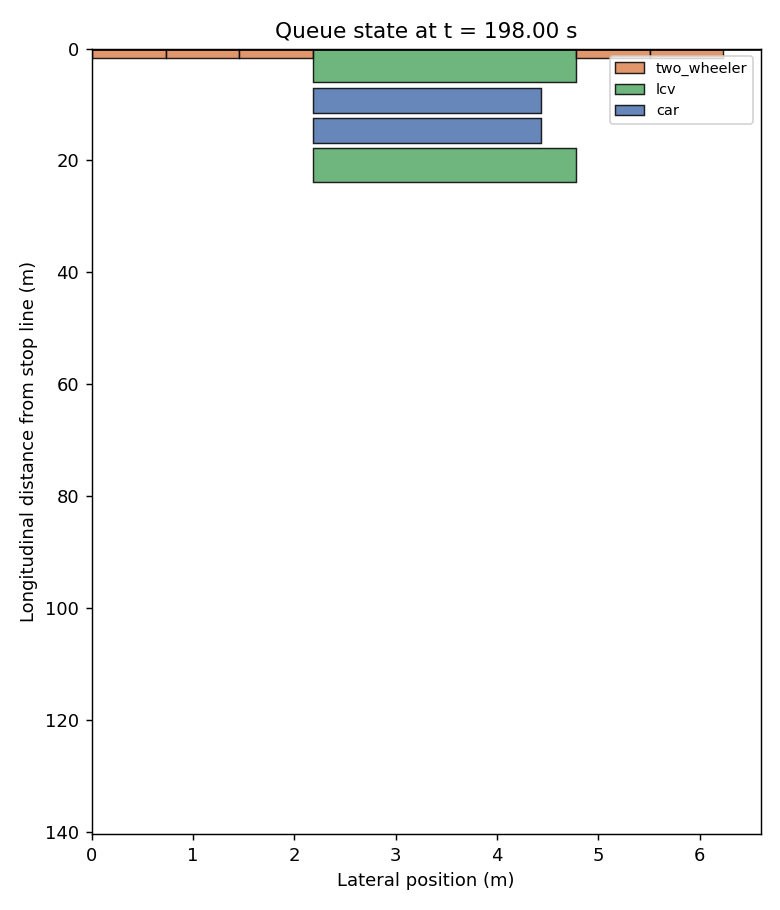 Queue state at t = 198.00 s
two_wheeler
lcv
car
Longitudinal distance from stop line (m)
0
20
40
60
80
100
120
140
0 1 2 3 4 5 6
Lateral position (m)